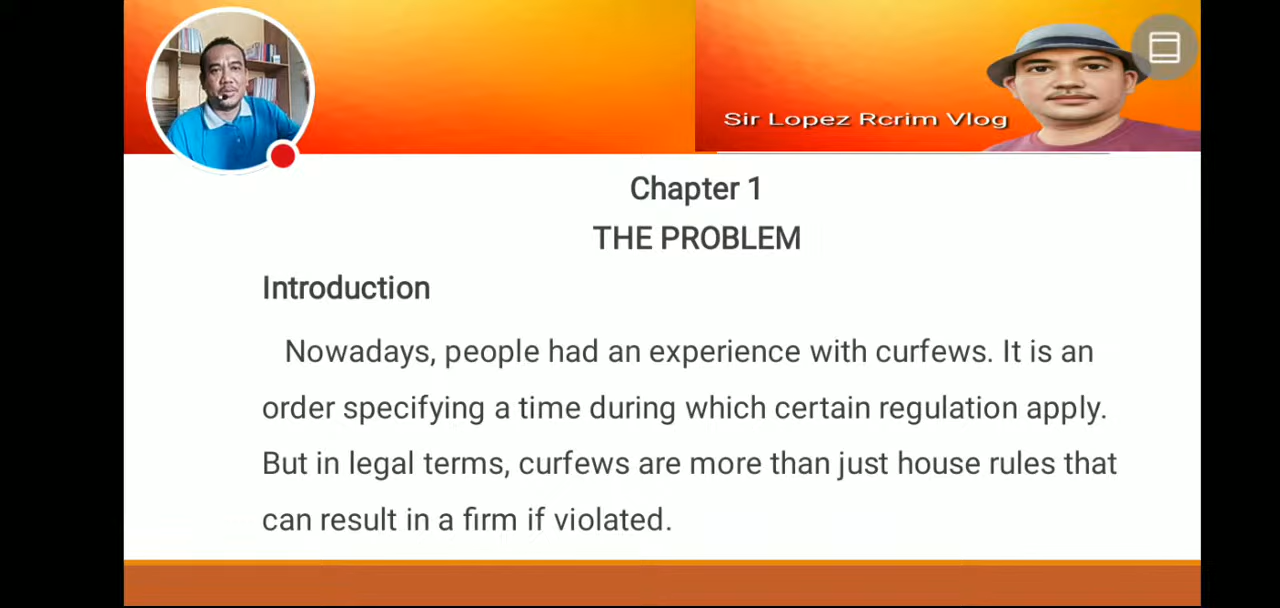 Sir Lopez Rcrim Vlog
Chapter 1
THE PROBLEM
Introduction
Nowadays, people had an experience with curfews. It is an
order specifying a time during which certain regulation apply.
But in legal terms, curfews are more than just house rules that
can result in a firm if violated.